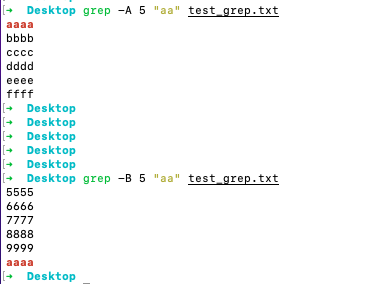 [→ Desktop grep -A 5 "aa" test_grep.txt
aaaa
bbbb
cccc
dddd
eeee
ffff
[→ Desktop
[→ Desktop
[→ Desktop
[→ Desktop
[→ Desktop
[→ Desktop grep -B 5 "aa" test_grep.txt
5555
6666
7777
8888
9999
aaaa
[→ Desktop _